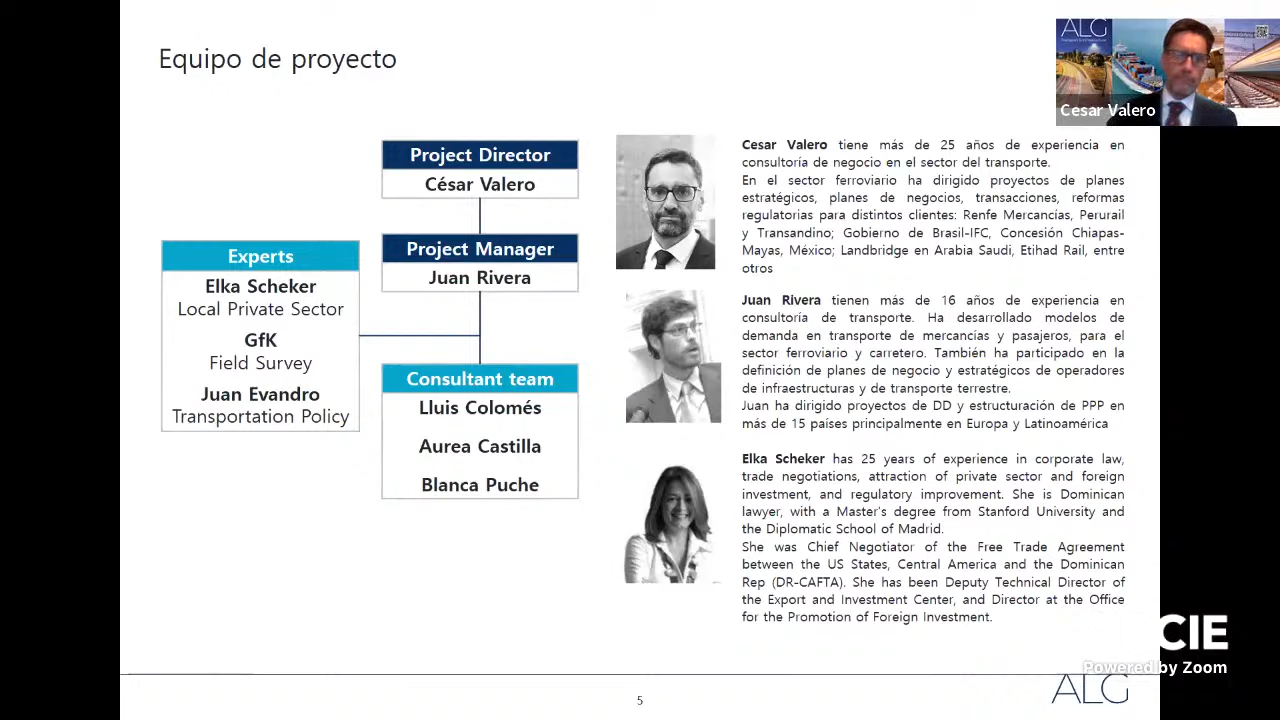 Equipo de proyecto
ALG
Cesar Valero
Project Director
César Valero
Project Manager
Juan Rivera
Experts
Elka Scheker
Local Private Sector
GfK
Field Survey
Juan Evandro
Transportation Policy
Consultant team
Lluis Colomés
Aurea Castilla
Blanca Puche
Cesar Valero tiene más de 25 años de experiencia en
consultoría de negocio en el sector del transporte.
En el sector ferroviario ha dirigido proyectos de planes
estratégicos, planes de negocios, transacciones, reformas
regulatorias para distintos clientes: Renfe Mercancías, Perurail
y Transandino; Gobierno de Brasil-IFC, Concesión Chiapas-
Mayas, México; Landbridge en Arabia Saudi, Etihad Rail, entre
otros
Juan Rivera tienen más de 16 años de experiencia en
consultoría de transporte. Ha desarrollado modelos de
demanda en transporte de mercancías y pasajeros, para el
sector ferroviario y carretero. También ha participado en la
definición de planes de negocio y estratégicos de operadores
de infraestructuras y de transporte terrestre.
Juan ha dirigido proyectos de DD y estructuración de PPP en
más de 15 países principalmente en Europa y Latinoamérica
Elka Scheker has 25 years of experience in corporate law,
trade negotiations, attraction of private sector and foreign
investment, and regulatory improvement. She is Dominican
lawyer, with a Master's degree from Stanford University and
the Diplomatic School of Madrid.
She was Chief Negotiator of the Free Trade Agreement
between the US States, Central America and the Dominican
Rep (DR-CAFTA). She has been Deputy Technical Director of
the Export and Investment Center, and Director at the Office
for the Promotion of Foreign Investment.
CIE
Powered by Zoom
5
ALG